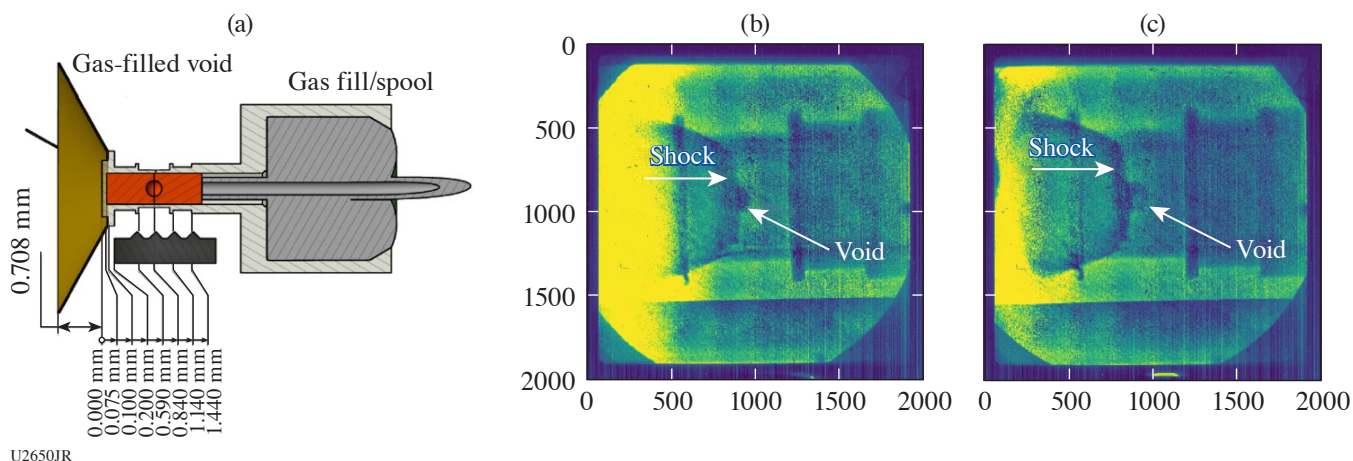 (a)
Gas-filled void
Gas fill/spool
0.708 mm
0.000 mm
0.075 mm
0.100 mm
0.200 mm
0.590 mm
0.840 mm
1.140 mm
1.440 mm
U2650JR
(b)
0
500
1000
1500
2000
Shock
Void
0 500 1000 1500 2000
(c)
Shock
Void
0 500 1000 1500 2000